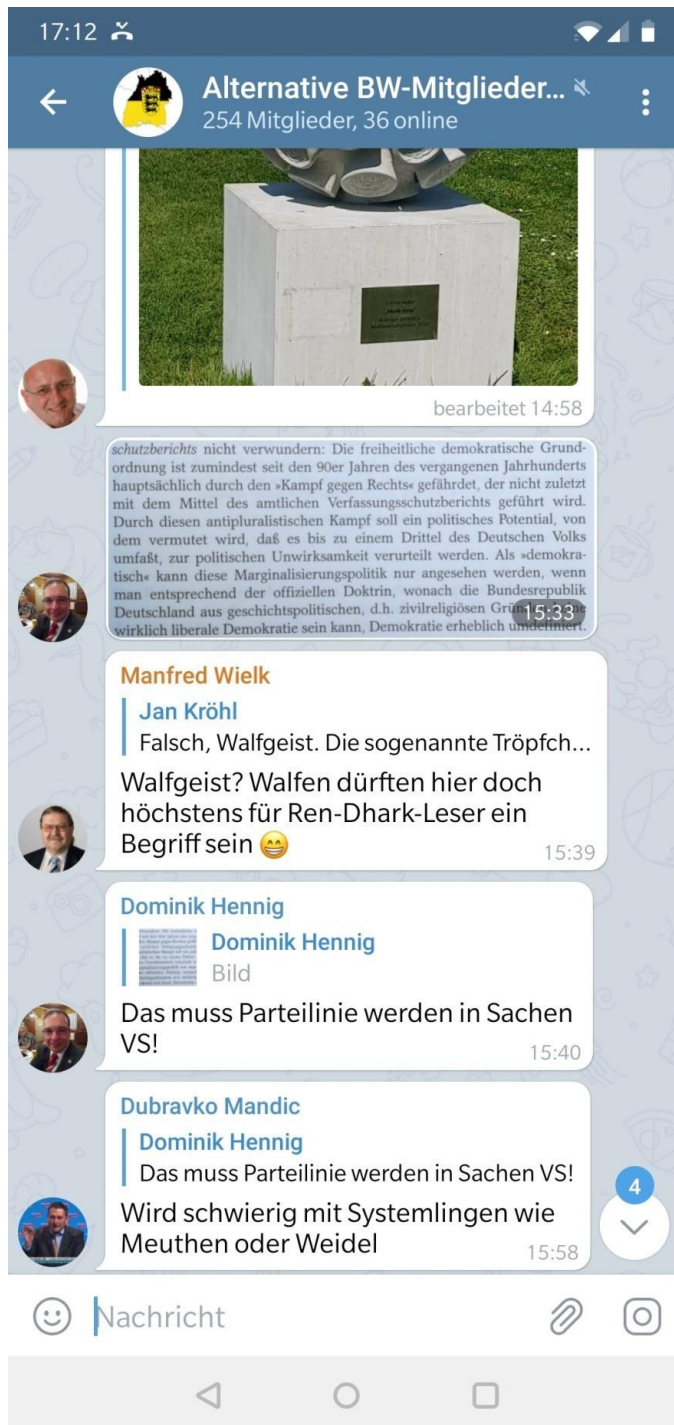 17:12
Alternative BW-Mitglieder...
254 Mitglieder, 36 online
bearbeitet 14:58
schutzberichts nicht verwundern: Die freiheitliche demokratische Grund-
ordnung ist zumindest seit den 90er Jahren des vergangenen Jahrhunderts
hauptsächlich durch den »Kampf gegen Rechts« gefährdet, der nicht zuletzt
mit dem Mittel des amtlichen Verfassungsschutzberichts geführt wird.
Durch diesen antipluralistischen Kampf soll ein politisches Potential, von
dem vermutet wird, daß es bis zu einem Drittel des Deutschen Volks
umfaßt, zur politischen Unwirksamkeit verurteilt werden. Als »demokra-
tisch« kann diese Marginalisierungspolitik nur angesehen werden, wenn
man entsprechend der offiziellen Doktrin, wonach die Bundesrepublik
Deutschland aus geschichtspolitischen, d.h. zivilreligiösen
15:33
wirklich liberale Demokratie sein kann, Demokratie erheblich umdefiniert.
Manfred Wielk
Jan Kröhl
Falsch, Walfgeist. Die sogenannte Tröpfch...
Walfgeist? Walfen dürften hier doch
höchstens für Ren-Dhark-Leser ein
Begriff sein 😁
15:39
Dominik Hennig
Dominik Hennig
Bild
Das muss Parteilinie werden in Sachen
VS!
15:40
Dubravko Mandic
Dominik Hennig
Das muss Parteilinie werden in Sachen VS!
4
Wird schwierig mit Systemlingen wie
Meuthen oder Weidel
15:58
Nachricht